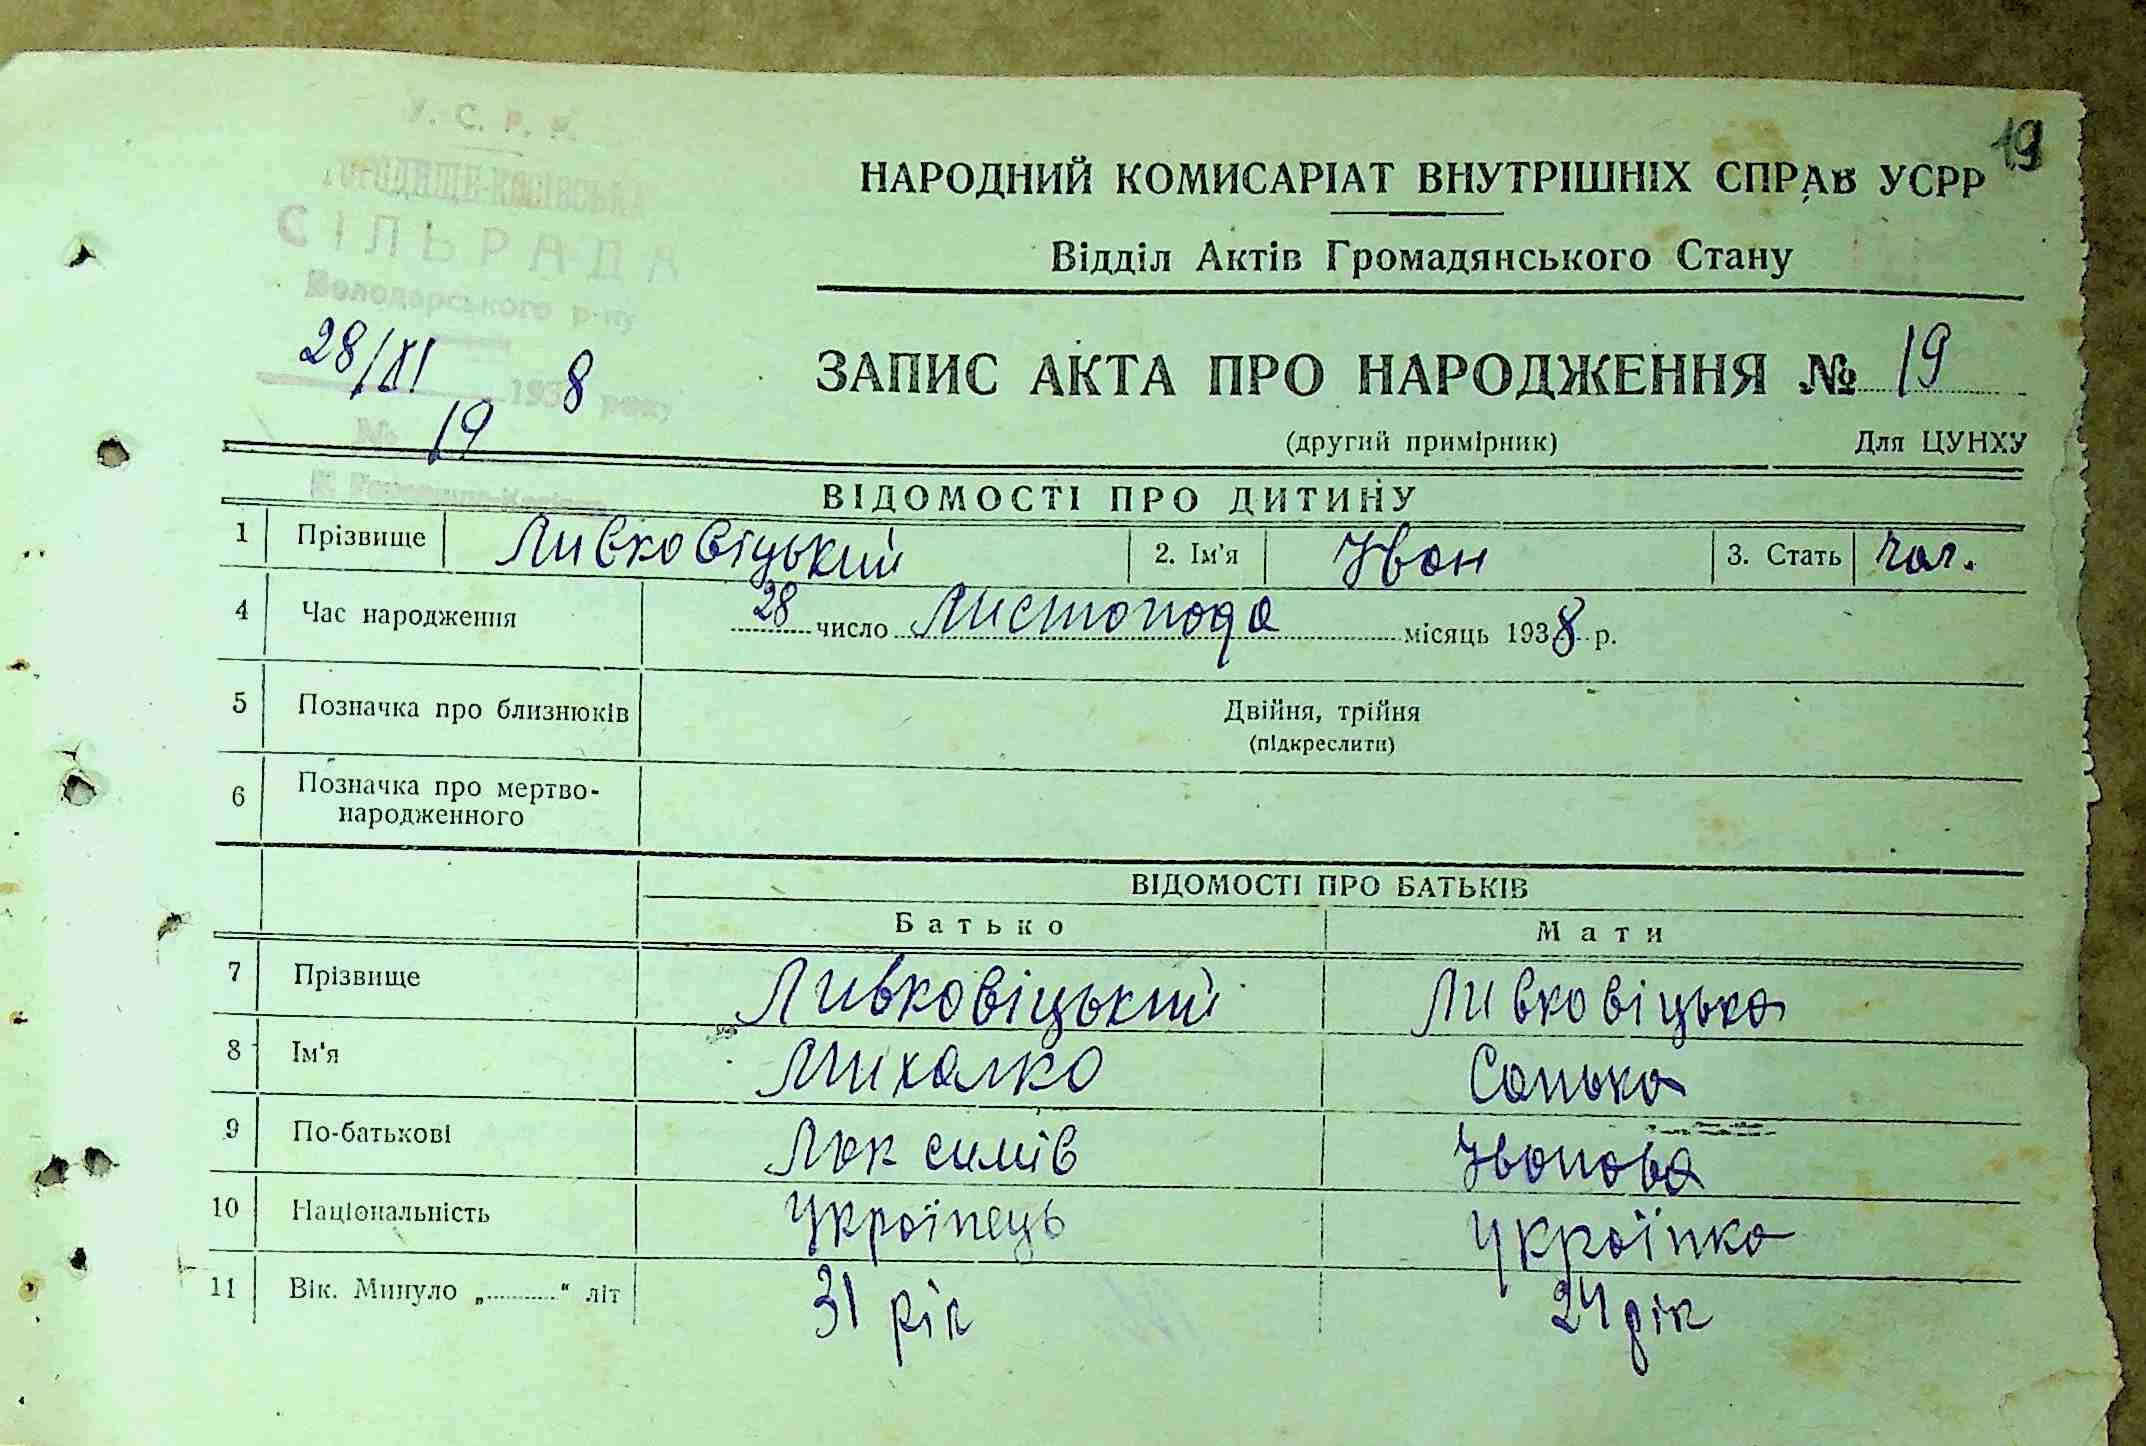 19
У. С. Р. Р.
ГОРОДИЩЕ-КОСІВСЬКА
СІЛЬРАДА
Володарського р-ну
28/XI 1938 року
№ 19
НАРОДНИЙ КОМИСАРІАТ ВНУТРІШНІХ СПРАВ УСРР
Відділ Актів Громадянського Стану
ЗАПИС АКТА ПРО НАРОДЖЕННЯ № 19
(другий примірник) Для ЦУНХУ
ВІДОМОСТІ ПРО ДИТИНУ
1 Прізвище Ливковіцький 2. Ім'я Іван 3. Стать чол.
4 Час народження 28 число Листопода місяць 1938 р.
5 Позначка про близнюків Двійня, трійня
(підкреслити)
6 Позначка про мертво-
народженного
ВІДОМОСТІ ПРО БАТЬКІВ
Батько Мати
7 Прізвище Ливковіцький Ливковіцька
8 Ім'я Михалко Сонька
9 По-батькові Івонова
10 Національність Українець Українка
11 Вік. Минуло „..........“ літ 31 рік 24 рік